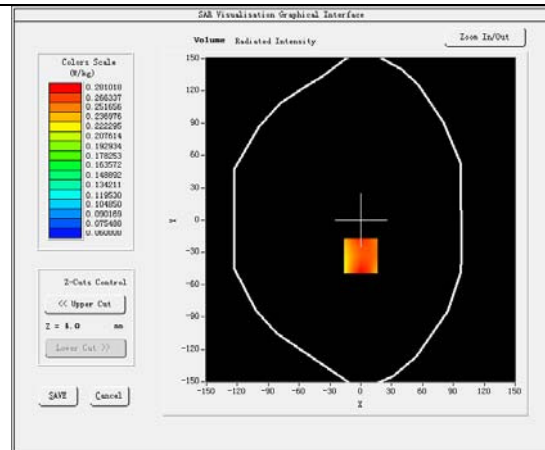 SAR Visualisation Graphical Interface
Volume Radiated Intensity
Zoom In/Out
Colors Scale
(W/kg)
0.281018
0.266337
0.251656
0.236976
0.222295
0.207614
0.192934
0.178253
0.163572
0.148892
0.134211
0.119530
0.104850
0.090169
0.075488
0.060808
Z-Cuts Control
<< Upper Cut
Z = 4.0 mm
Lower Cut >>
SAVE
Cancel
150
120
90
60
30
0
-30
-60
-90
-120
-150
Y
-150 -120 -90 -60 -30 0 30 60 90 120 150
X